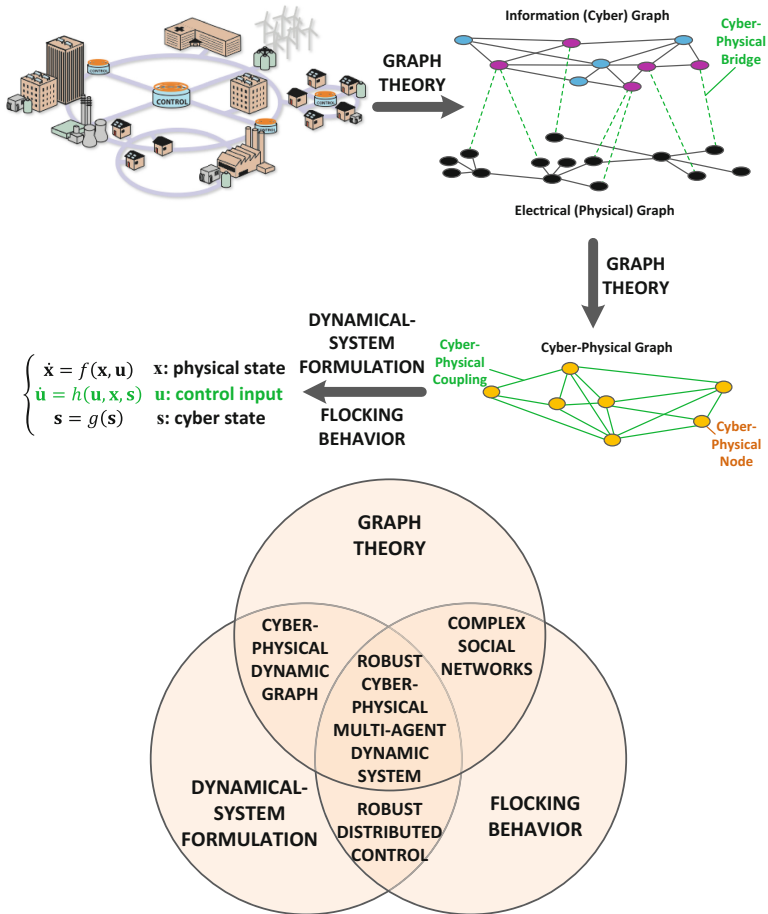 Information (Cyber) Graph
Cyber-
Physical
Bridge
GRAPH
THEORY
CONTROL
CONTROL
CONTROL
CONTROL
Electrical (Physical) Graph
GRAPH
THEORY
DYNAMICAL-
SYSTEM
FORMULATION
FLOCKING
BEHAVIOR
Cyber-
Physical
Coupling
Cyber-Physical Graph
Cyber-
Physical
Node
ẋ = f(x, u) x: physical state
u̇ = h(u, x, s) u: control input
s = g(s) s: cyber state
GRAPH
THEORY
CYBER-
PHYSICAL
DYNAMIC
GRAPH
COMPLEX
SOCIAL
NETWORKS
ROBUST
CYBER-
PHYSICAL
MULTI-AGENT
DYNAMIC
SYSTEM
DYNAMICAL-
SYSTEM
FORMULATION
FLOCKING
BEHAVIOR
ROBUST
DISTRIBUTED
CONTROL